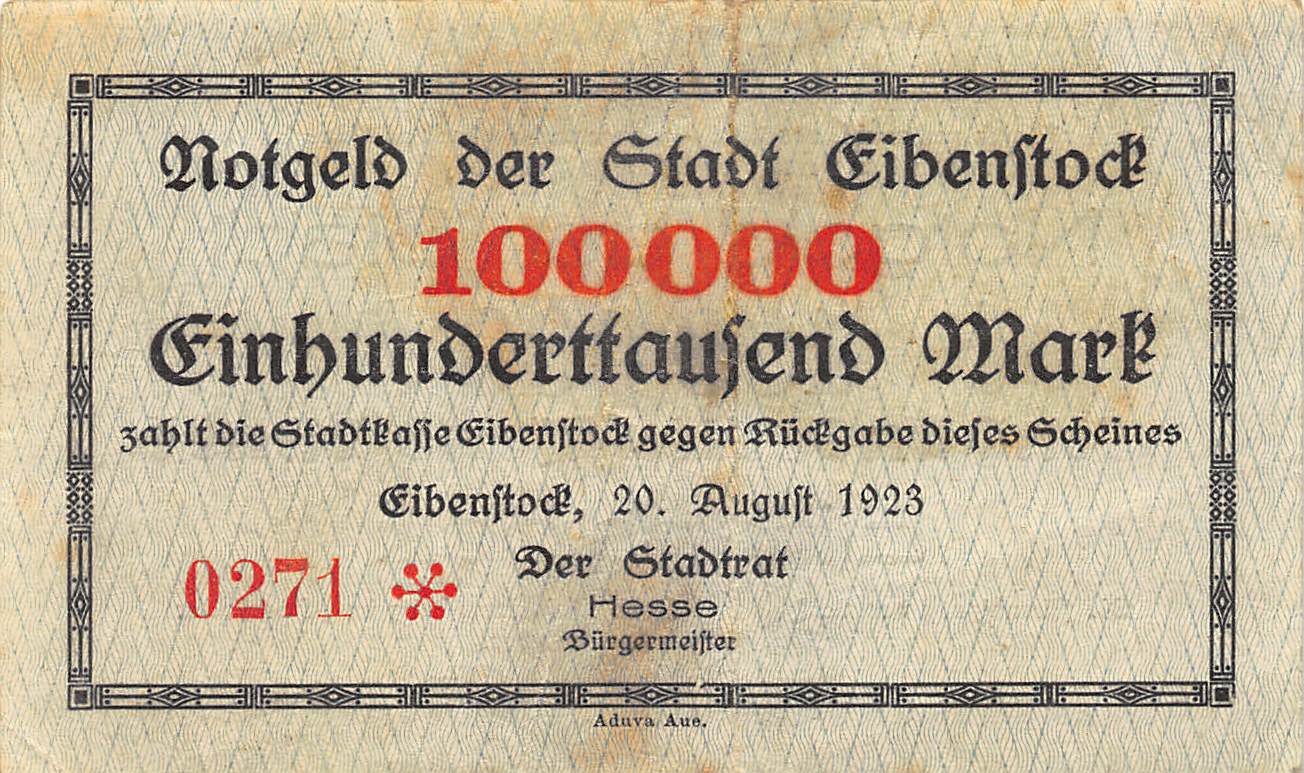 Notgeld der Stadt Eibenstock
100000
Einhunderttausend Mark
zahlt die Stadtkasse Eibenstock gegen Rückgabe dieses Scheines
Eibenstock, 20. August 1923
Der Stadtrat
Hesse
Bürgermeister
0271
Aduva Aue.